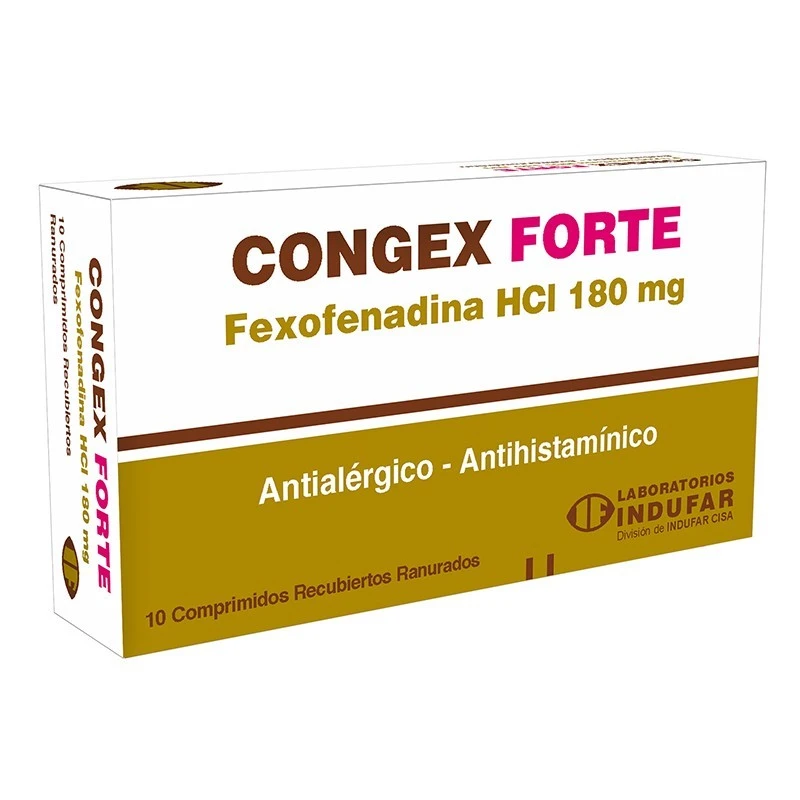 CONGEX FORTE
Fexofenadina HCl 180 mg
Antialérgico - Antihistamínico
LABORATORIOS
INDUFAR
División de INDUFAR CISA
10 Comprimidos Recubiertos Ranurados
CONGEX FORTE
Fexofenadina HCl 180 mg
10 Comprimidos Recubiertos
Ranurados